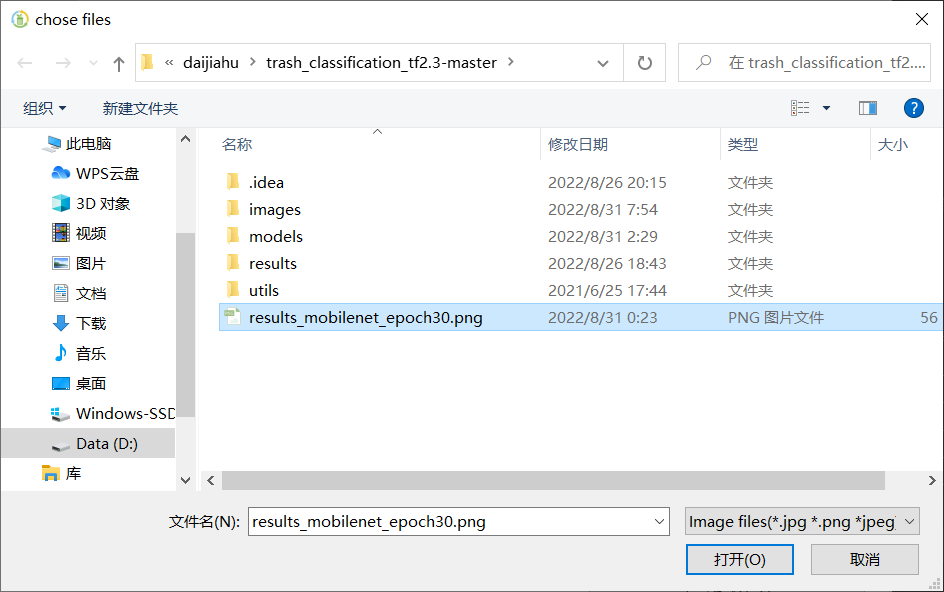 chose files
« daijiahu > trash_classification_tf2.3-master >
在 trash_classification_tf2....
组织
新建文件夹
?
此电脑
WPS云盘
3D 对象
视频
图片
文档
下载
音乐
桌面
Windows-SSD
Data (D:)
库
名称 修改日期 类型 大小
.idea 2022/8/26 20:15 文件夹
images 2022/8/31 7:54 文件夹
models 2022/8/31 2:29 文件夹
results 2022/8/26 18:43 文件夹
utils 2021/6/25 17:44 文件夹
results_mobilenet_epoch30.png 2022/8/31 0:23 PNG 图片文件 56
文件名(N): results_mobilenet_epoch30.png
Image files(*.jpg *.png *jpeg
打开(O)
取消